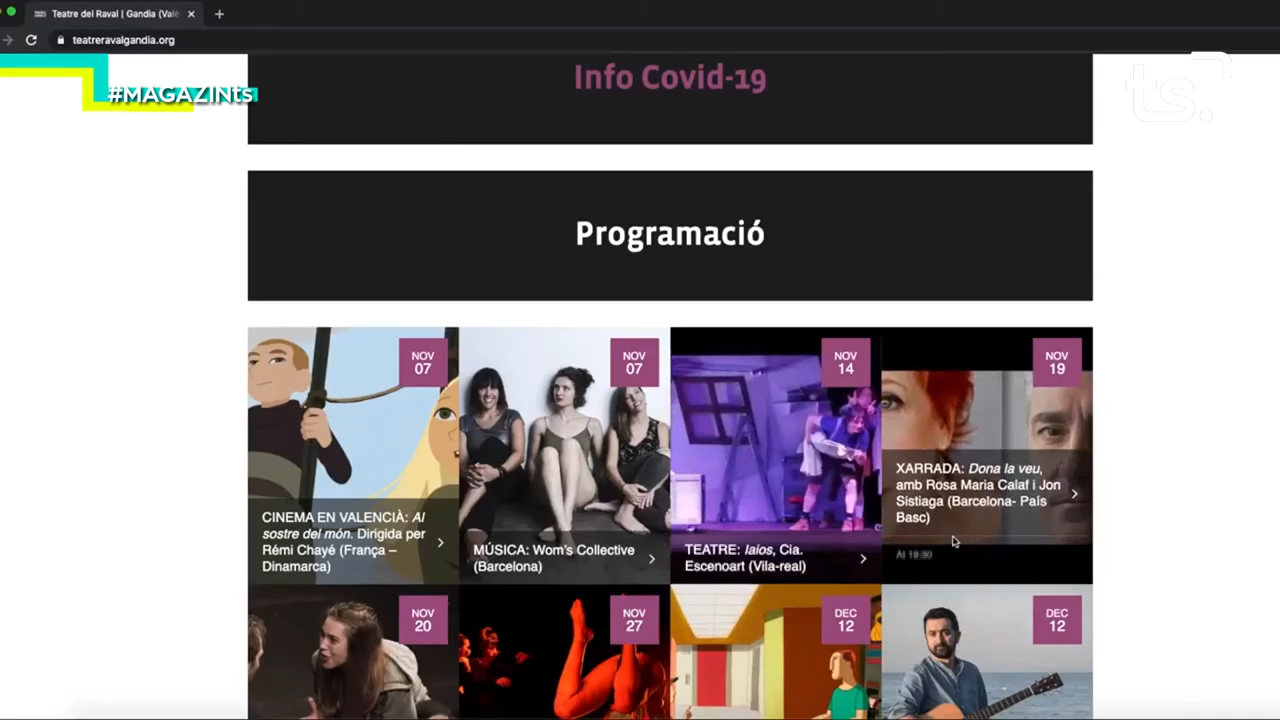 Teatre del Raval | Gandia (Valè
teatreravalgandia.org
#MAGAZINts
ts.
Info Covid-19
Programació
NOV
07
NOV
07
NOV
14
NOV
19
CINEMA EN VALENCIÀ: Al
sostre del món. Dirigida per
Rémi Chayé (França –
Dinamarca)
MÚSICA: Wom's Collective
(Barcelona)
TEATRE: Iaios, Cia.
Escenoart (Vila-real)
XARRADA: Dona la veu,
amb Rosa Maria Calaf i Jon
Sistiaga (Barcelona- País
Basc)
Al 19:30
NOV
20
NOV
27
DEC
12
DEC
12